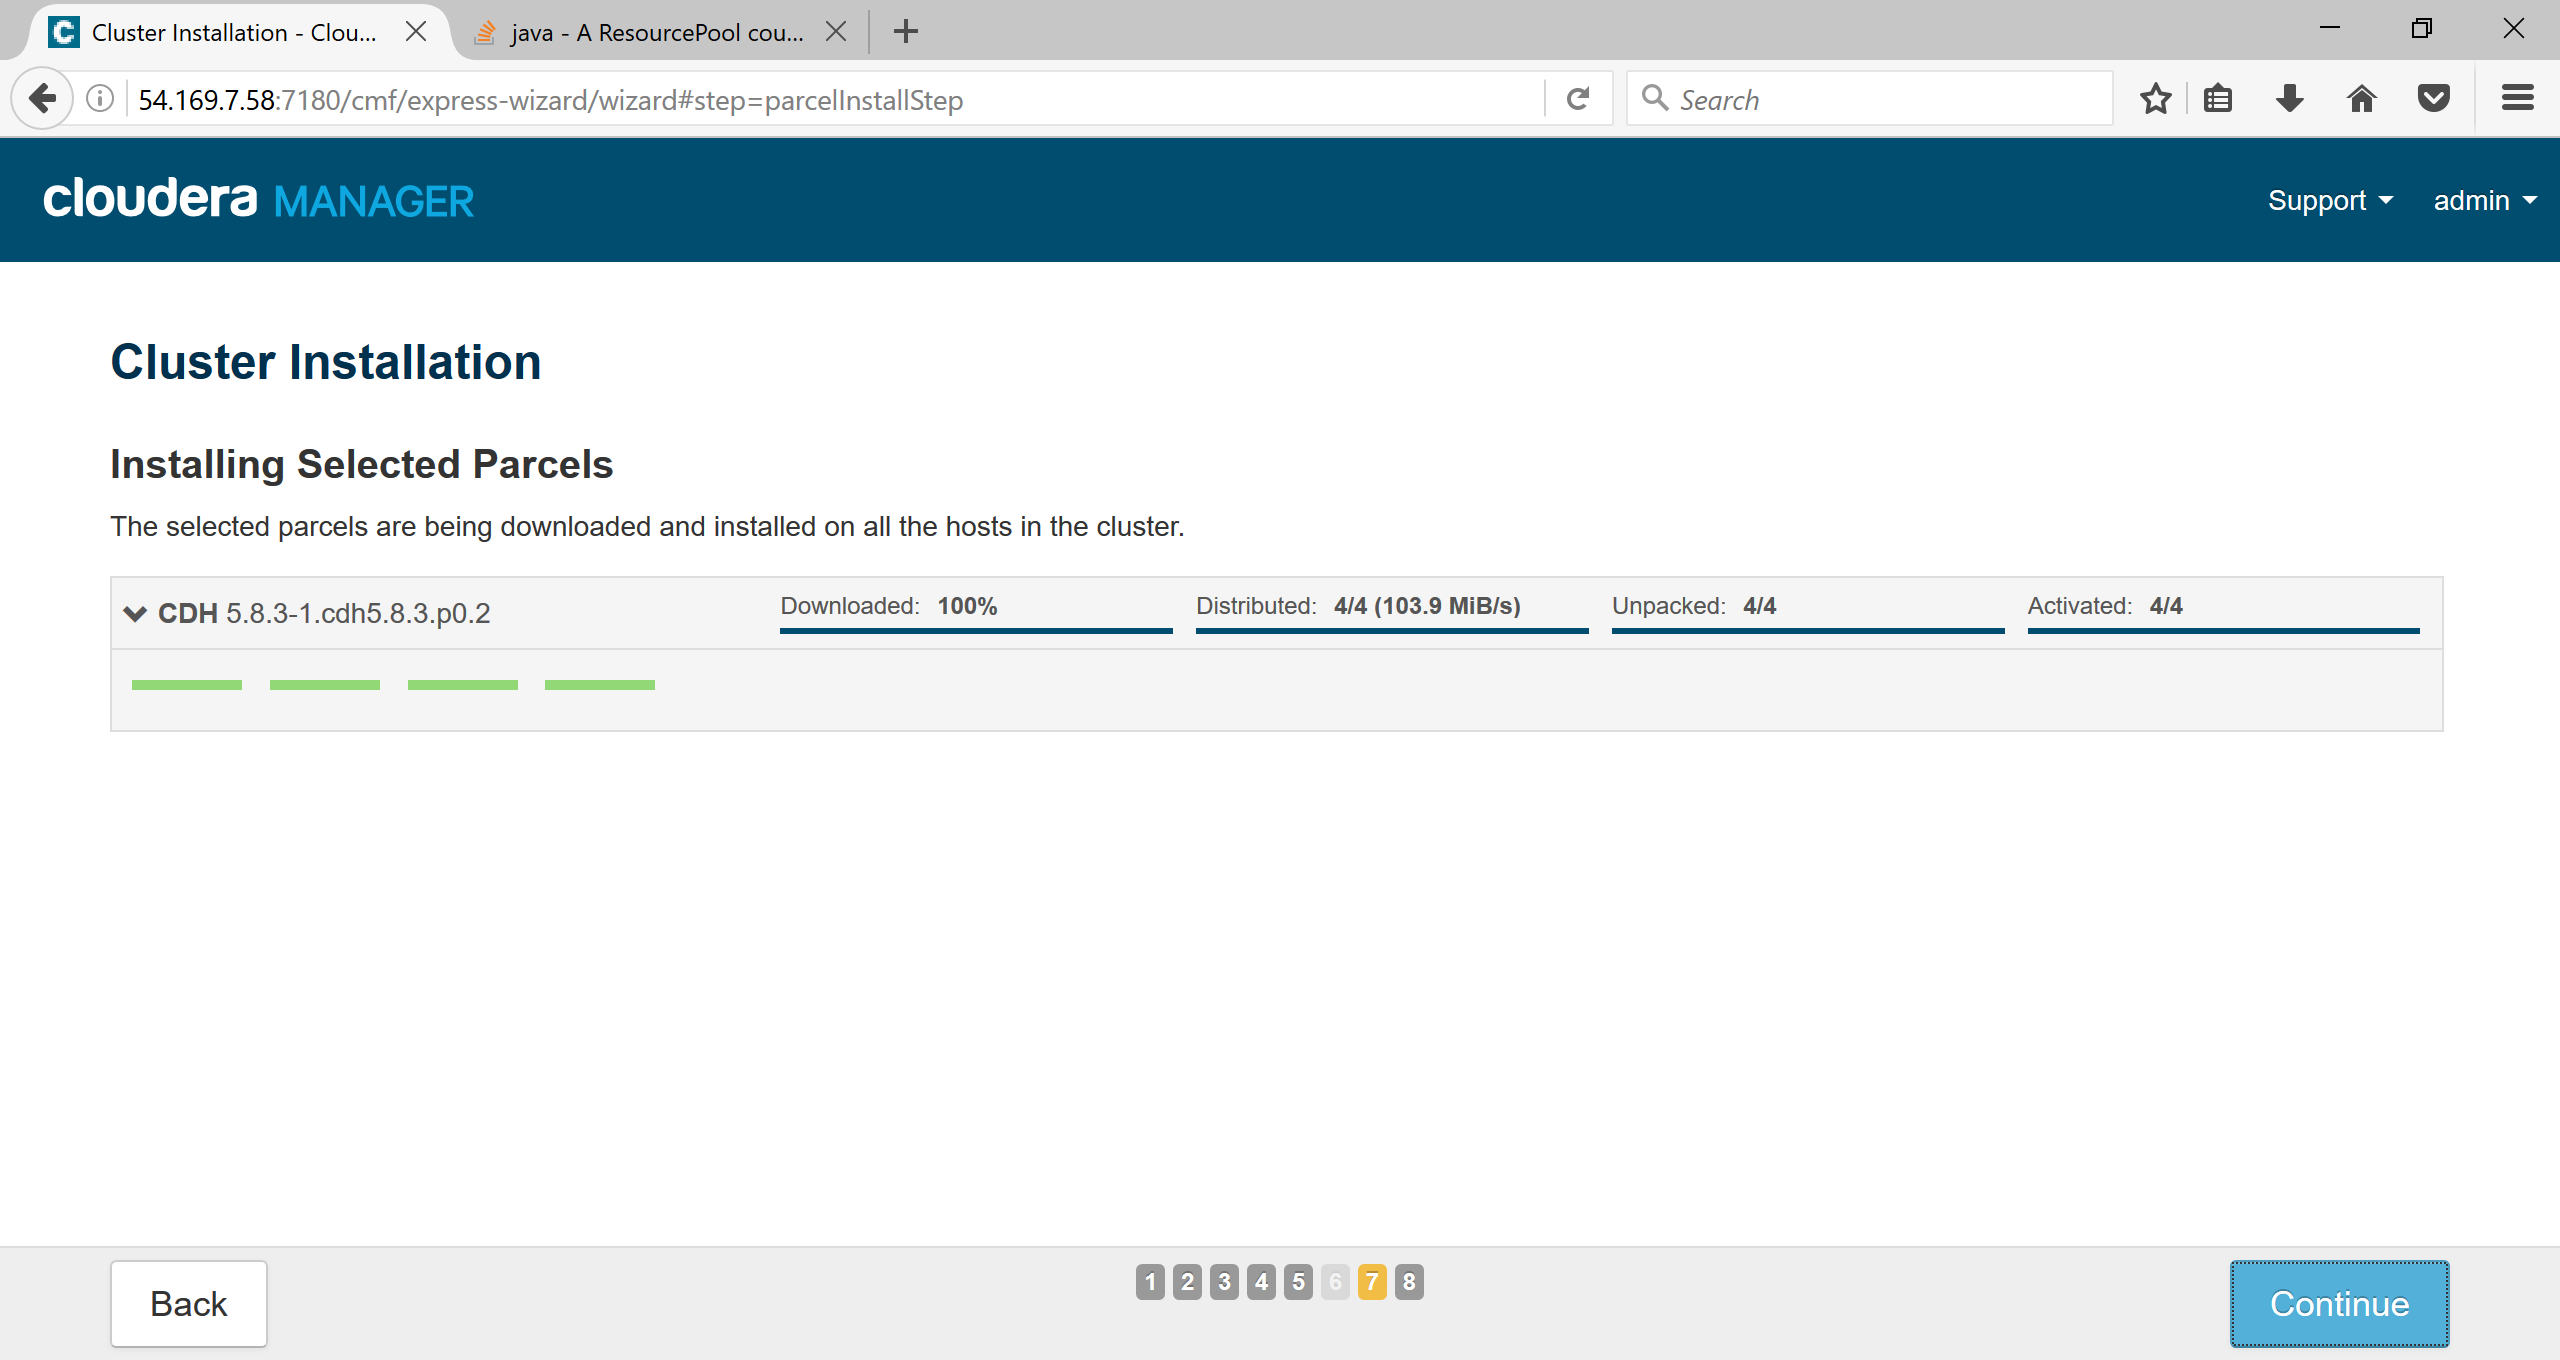 Cluster Installation - Clou...
java - A ResourcePool cou...
54.169.7.58:7180/cmf/express-wizard/wizard#step=parcelInstallStep
Search
cloudera MANAGER
Support
admin
Cluster Installation
Installing Selected Parcels
The selected parcels are being downloaded and installed on all the hosts in the cluster.
CDH 5.8.3-1.cdh5.8.3.p0.2
Downloaded: 100%
Distributed: 4/4 (103.9 MiB/s)
Unpacked: 4/4
Activated: 4/4
Back
1 2 3 4 5 6 7 8
Continue